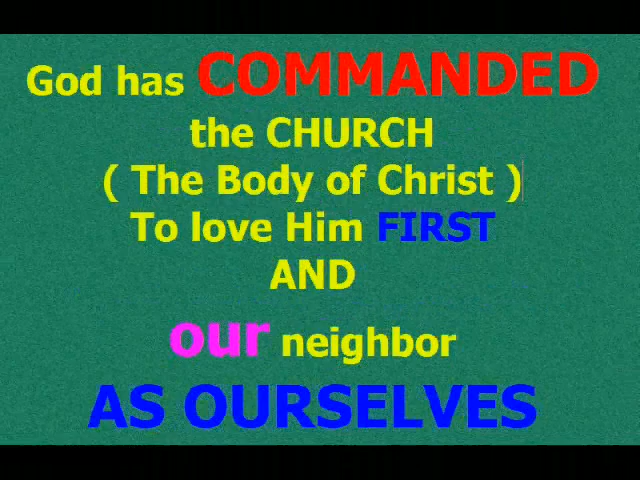 God has COMMANDED
the CHURCH
( The Body of Christ )
To love Him FIRST
AND
our neighbor
AS OURSELVES